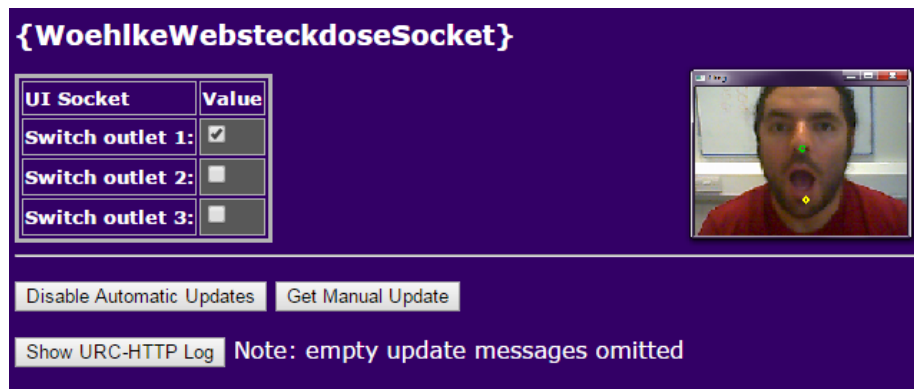 {WoehlkeWebsteckdoseSocket}
UI Socket Value
Switch outlet 1:
Switch outlet 2:
Switch outlet 3:
Disable Automatic Updates Get Manual Update
Show URC-HTTP Log Note: empty update messages omitted